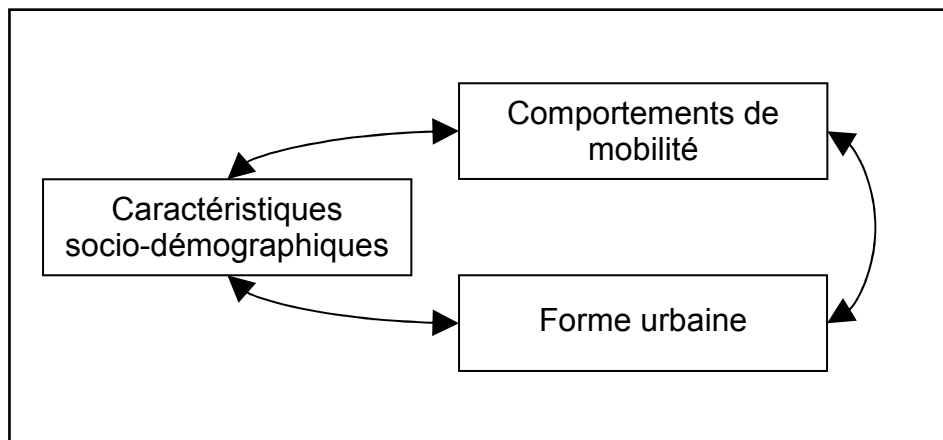 Comportements de
mobilité
Caractéristiques
socio-démographiques
Forme urbaine